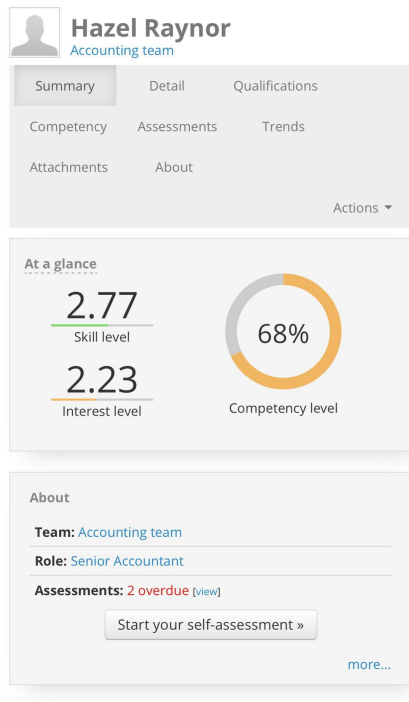 Hazel Raynor
Accounting team
Summary Detail Qualifications
Competency Assessments Trends
Attachments About
Actions
At a glance
2.77
Skill level
2.23
Interest level
68%
Competency level
About
Team: Accounting team
Role: Senior Accountant
Assessments: 2 overdue [view]
Start your self-assessment »
more...